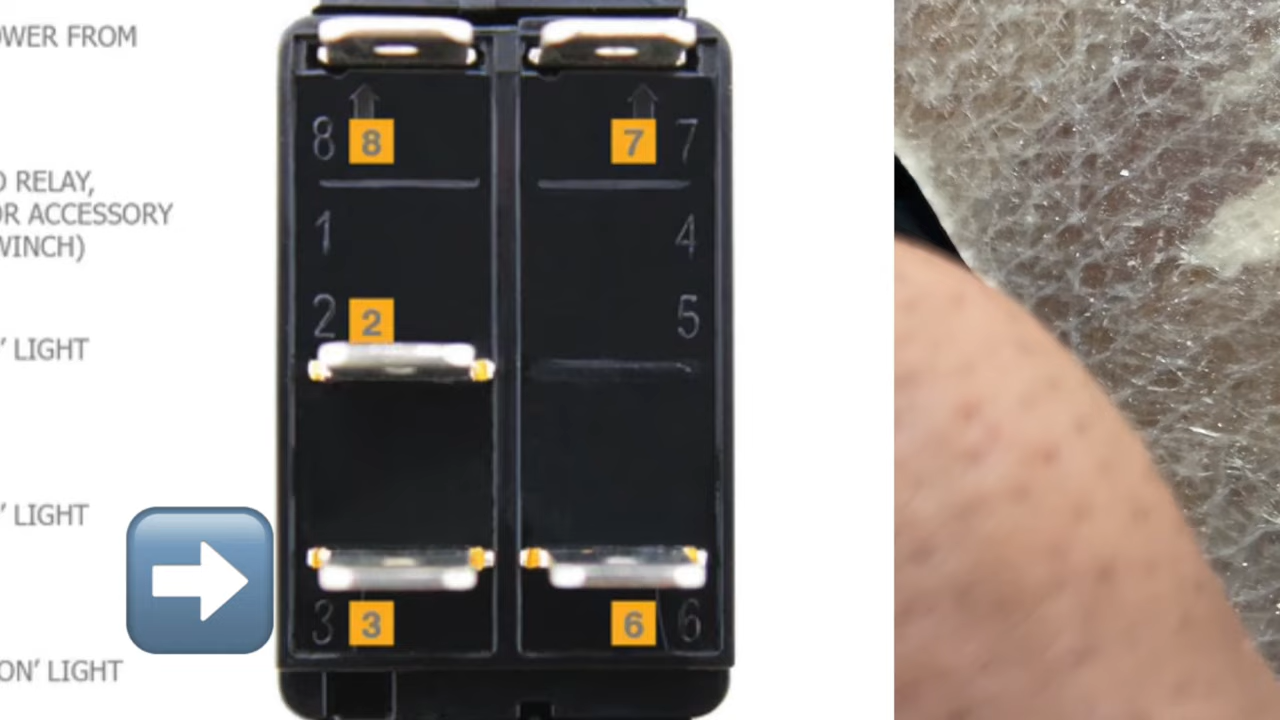 OWER FROM
8 8
7 7
D RELAY,
OR ACCESSORY
WINCH)
1
4
2 2
5
' LIGHT
' LIGHT
3 3
6 6
ON' LIGHT